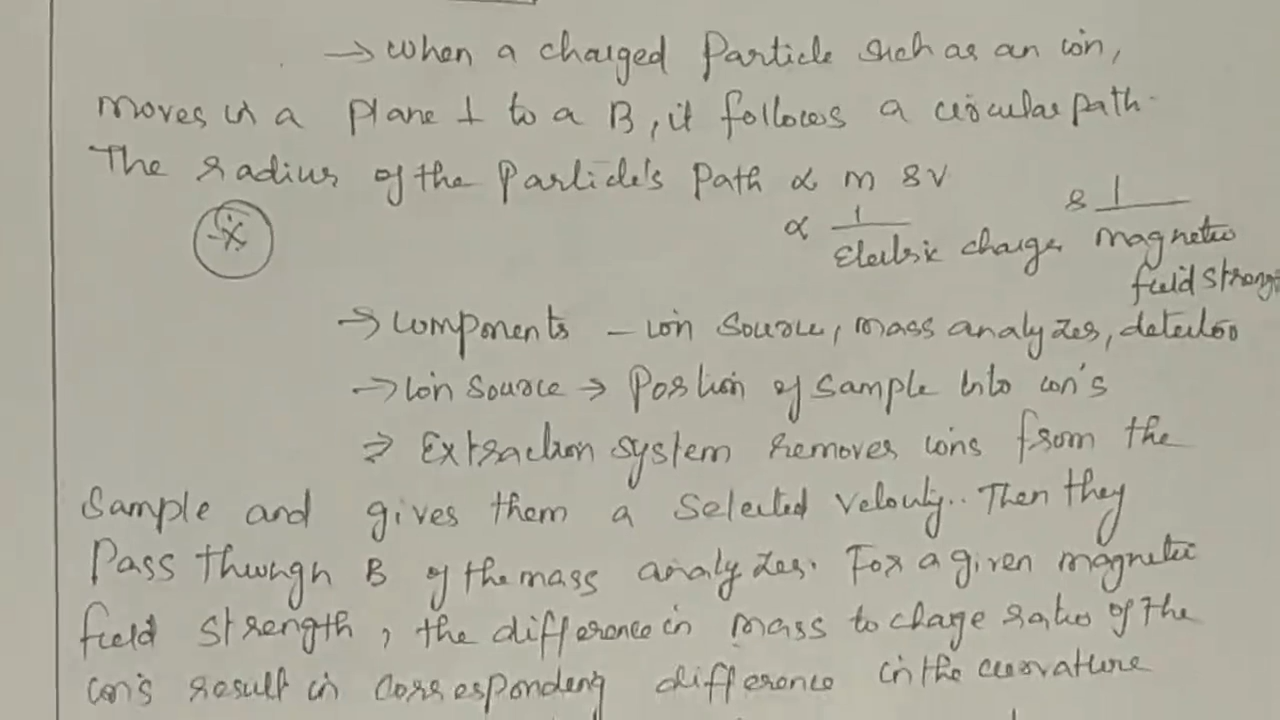 → When a charged Particle such as an ion,
moves in a Plane ⊥ to a B, it follows a circular path.
The radius of the Particle's Path ∝ m & v
∝ 1/Electric charge & 1/magnetic field strength
→ Components – ion source, mass analyzer, detector
→ Ion source → Portion of sample into ion's
⇒ Extraction system removes ions from the
Sample and gives them a Selected Velocity.. Then they
Pass through B of the mass analyzer. For a given magnetic
field strength, the difference in mass to charge ratio of the
ion's result in corresponding difference in the curvature